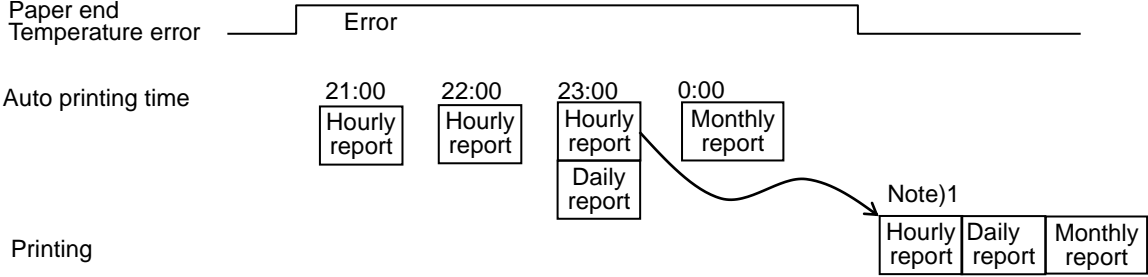 Paper end
Temperature error
Error
Auto printing time
21:00
22:00
23:00
0:00
Hourly
report
Hourly
report
Hourly
report
Monthly
report
Daily
report
Note)1
Printing
Hourly
report
Daily
report
Monthly
report